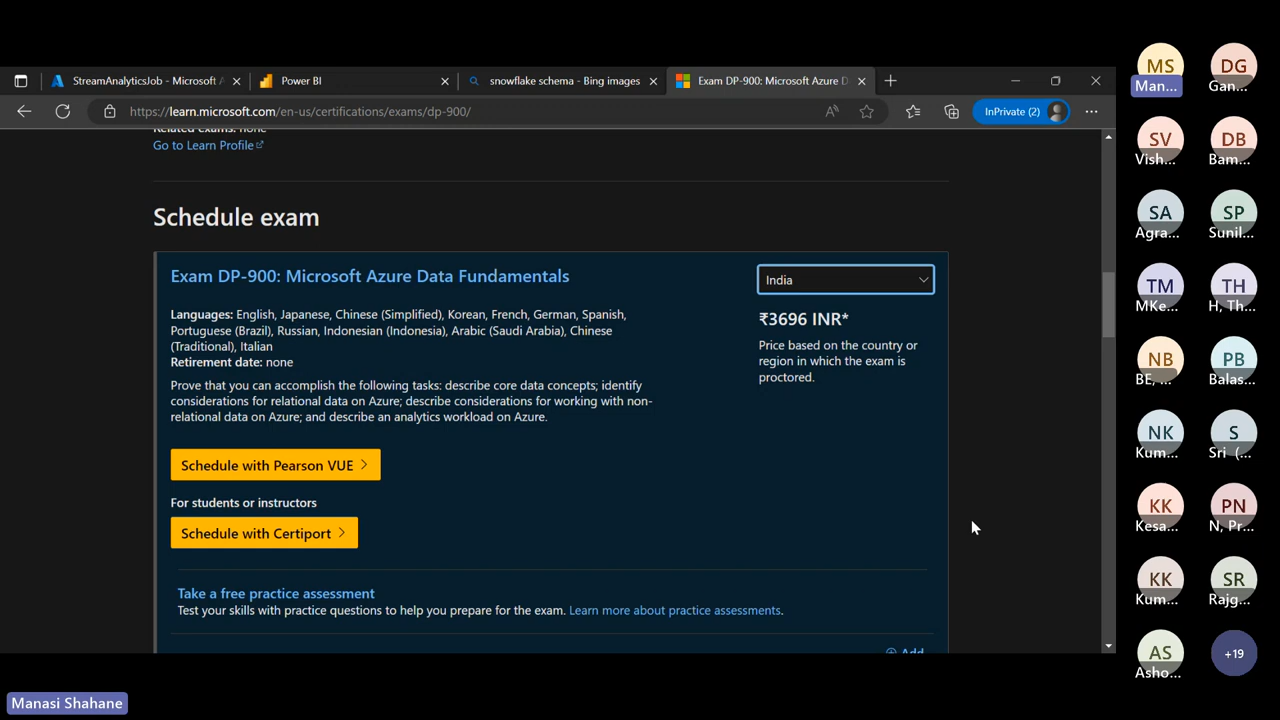 StreamAnalyticsJob - Microsoft A
Power BI
snowflake schema - Bing images
Exam DP-900: Microsoft Azure D
https://learn.microsoft.com/en-us/certifications/exams/dp-900/
InPrivate (2)
Related exams: none
Go to Learn Profile
Schedule exam
Exam DP-900: Microsoft Azure Data Fundamentals
India
Languages: English, Japanese, Chinese (Simplified), Korean, French, German, Spanish,
Portuguese (Brazil), Russian, Indonesian (Indonesia), Arabic (Saudi Arabia), Chinese
(Traditional), Italian
Retirement date: none
₹3696 INR*
Price based on the country or
region in which the exam is
proctored.
Prove that you can accomplish the following tasks: describe core data concepts; identify
considerations for relational data on Azure; describe considerations for working with non-
relational data on Azure; and describe an analytics workload on Azure.
Schedule with Pearson VUE
For students or instructors
Schedule with Certiport
Take a free practice assessment
Test your skills with practice questions to help you prepare for the exam. Learn more about practice assessments.
Add
MS
Man...
DG
Gan...
SV
Vish...
DB
Bam...
SA
Agra...
SP
Sunil...
TM
MKe...
TH
H, Th...
NB
BE, ...
PB
Balas...
NK
Kum...
S
Sri (...
KK
Kesa...
PN
N, Pr...
KK
Kum...
SR
Rajg...
AS
Asho...
+19
Manasi Shahane